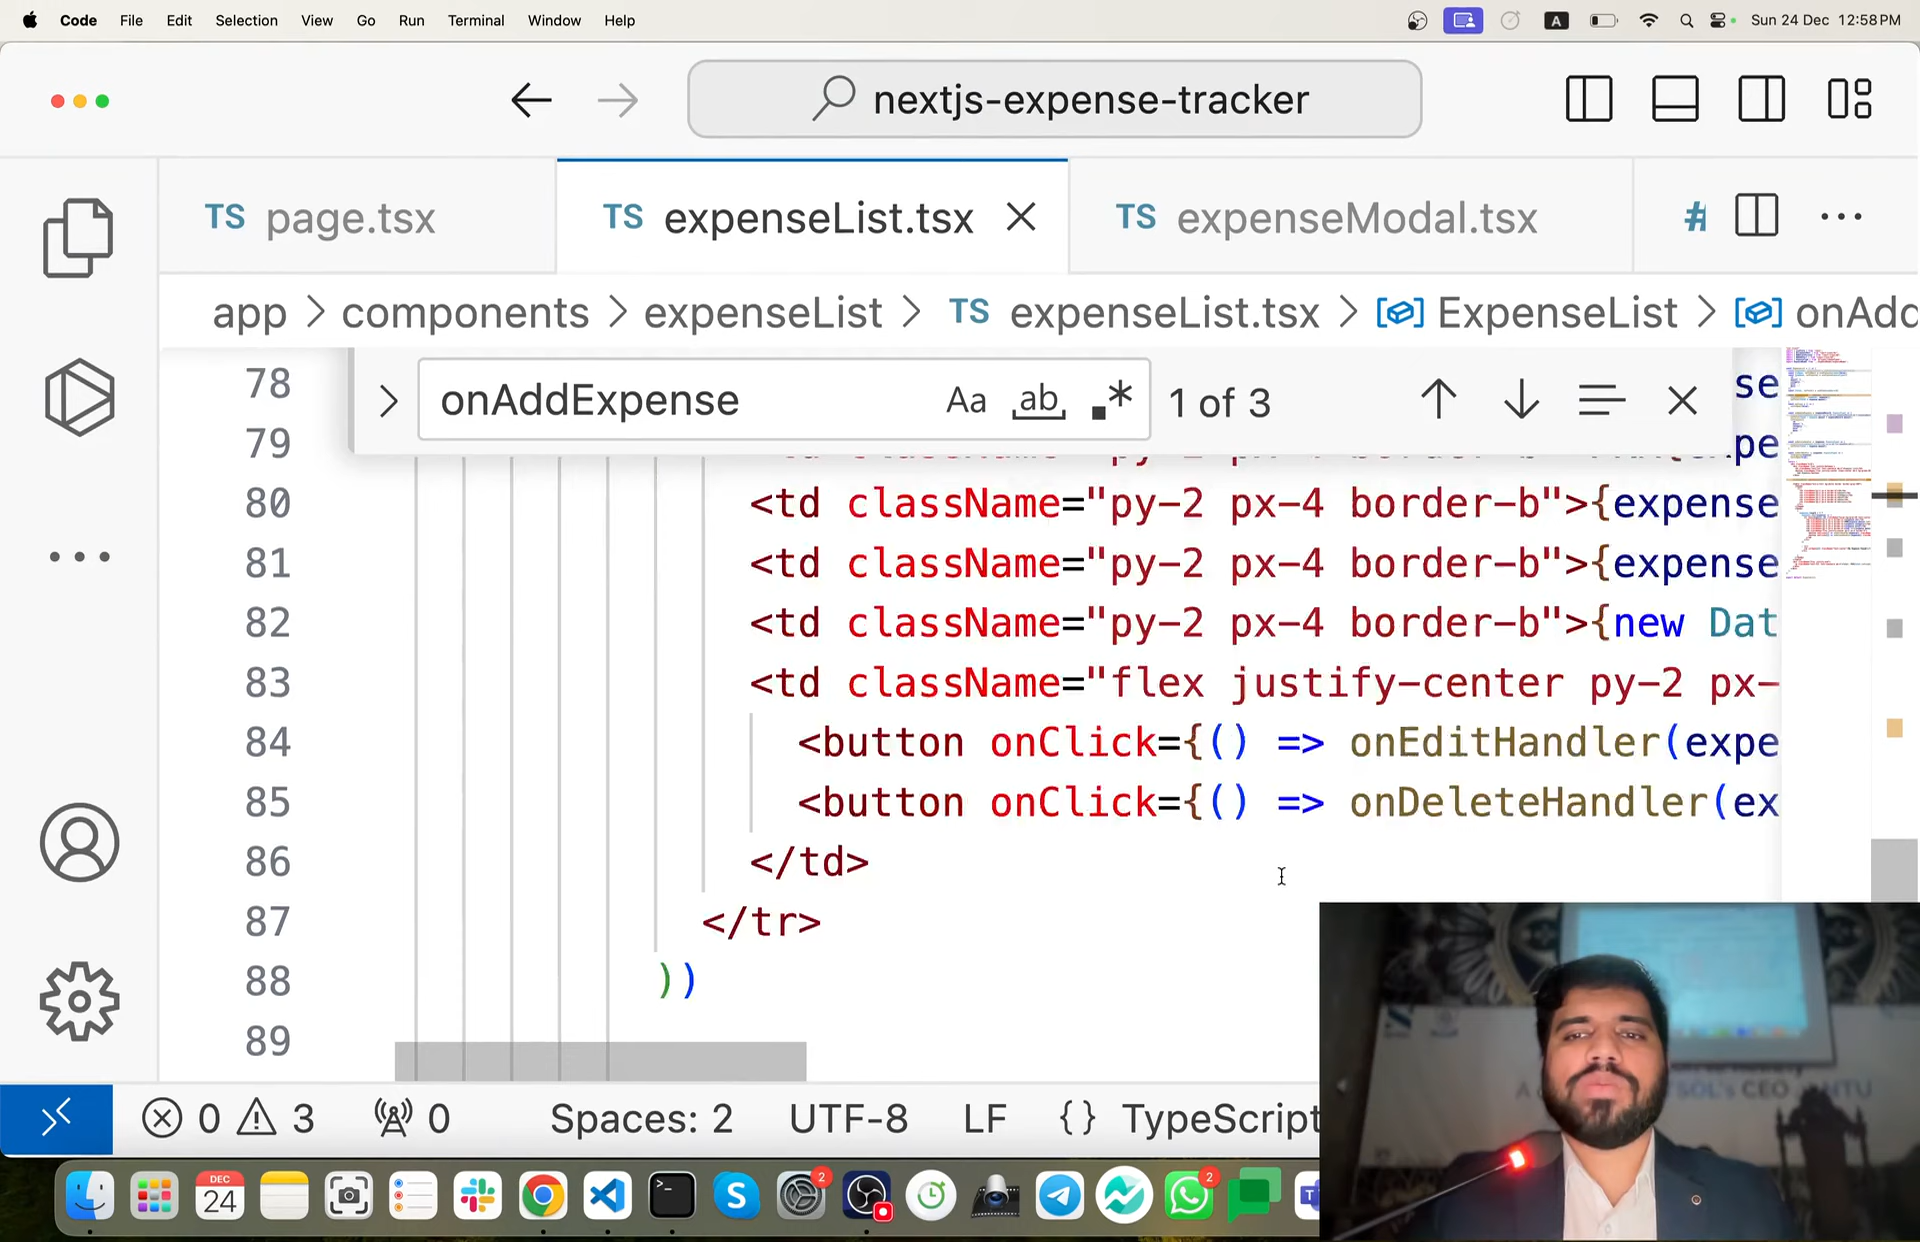 Code File Edit Selection View Go Run Terminal Window Help A Sun 24 Dec 12:58 PM
nextjs-expense-tracker
TS page.tsx TS expenseList.tsx TS expenseModal.tsx # ...
app > components > expenseList > TS expenseList.tsx > ExpenseList > onAdd
78 se
onAddExpense Aa ab .* 1 of 3
79 pe
80 <td className="py-2 px-4 border-b">{expense
81 <td className="py-2 px-4 border-b">{expense
82 <td className="py-2 px-4 border-b">{new Dat
83 <td className="flex justify-center py-2 px-
84 <button onClick={() => onEditHandler(expe
85 <button onClick={() => onDeleteHandler(ex
86 </td>
87 </tr>
88 ))
89
0 3 0 Spaces: 2 UTF-8 LF {} TypeScript
DEC
24
2
2